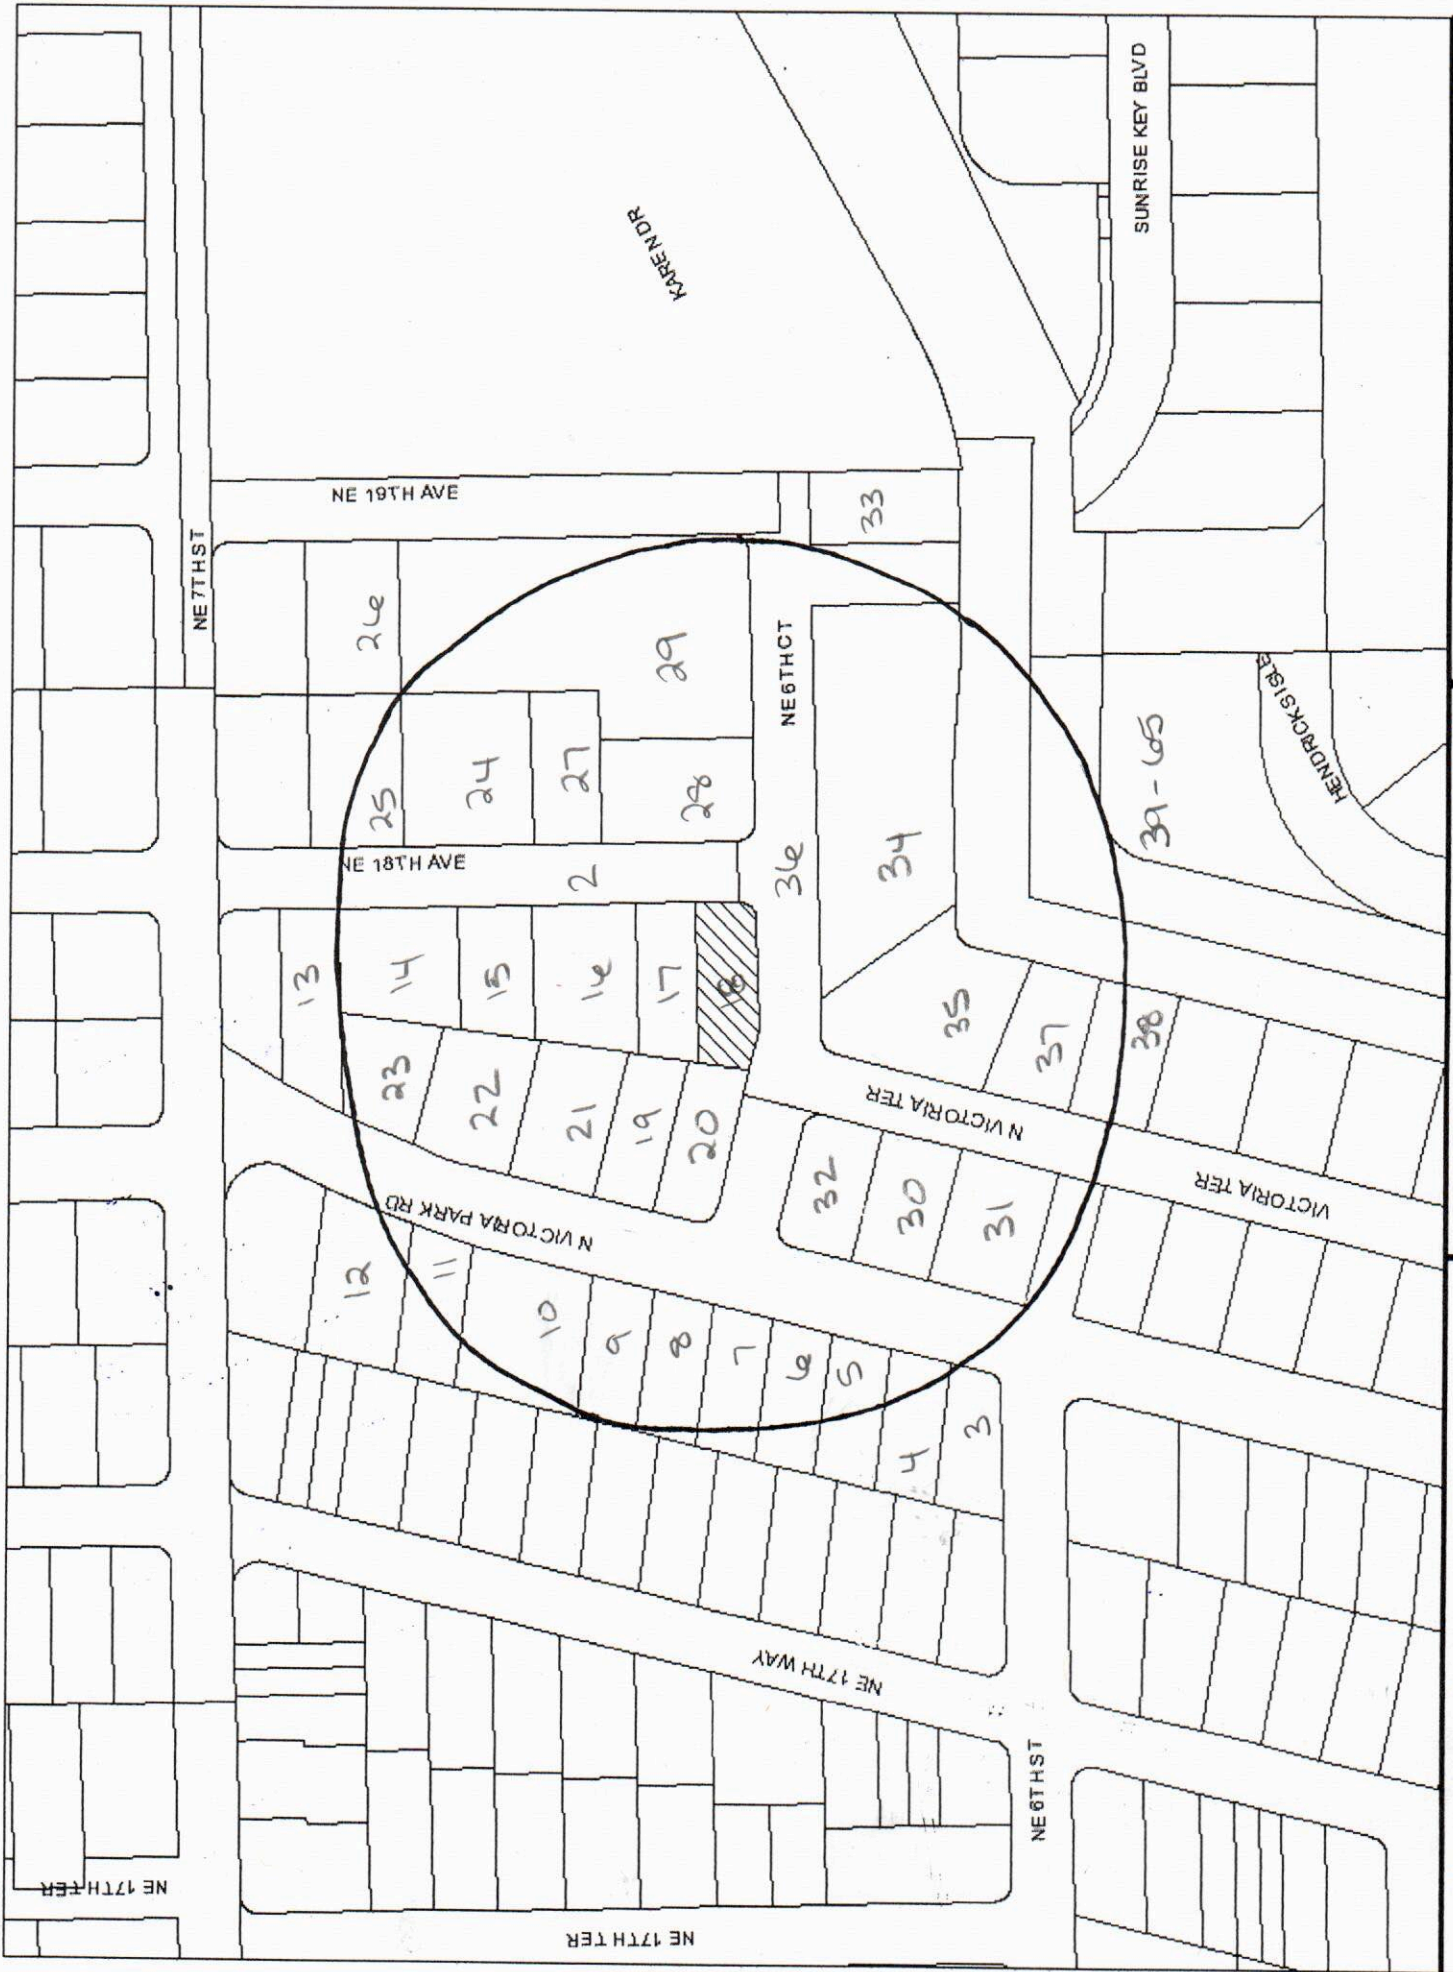 SUNRISE KEY BLVD
KARENDR
NE 19TH AVE
33
NE 7TH ST
26
29
NE 6TH CT
HENDRICKS ISLE
25
24
27
28
39-65
NE 18TH AVE
2
36
34
13
14
15
16
17
18
35
37
38
23
22
21
19
20
N VICTORIA TER
32
30
31
VICTORIA TER
N VICTORIA PARK RD
12
11
10
9
8
7
6
5
4
3
NE 17TH WAY
NE 6TH ST
NE 17TH TER
NE 17TH TER